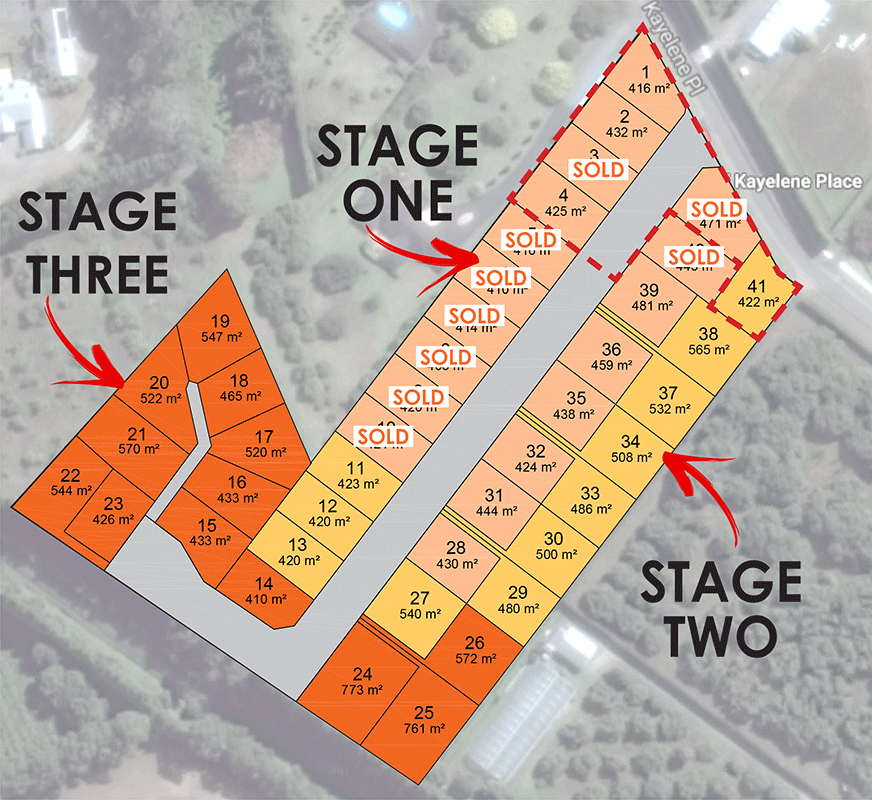 Kayelene Pl
1
416 m²
2
432 m²
3
SOLD
4
425 m²
STAGE
ONE
Kayelene Place
SOLD
471 m²
SOLD
SOLD
41
422 m²
STAGE
THREE
SOLD
39
481 m²
SOLD
414 m²
38
565 m²
19
547 m²
36
459 m²
SOLD
20
522 m²
18
465 m²
37
532 m²
35
438 m²
SOLD
21
570 m²
17
520 m²
SOLD
34
508 m²
32
424 m²
11
423 m²
22
544 m²
16
433 m²
33
486 m²
31
444 m²
23
426 m²
12
420 m²
15
433 m²
30
500 m²
28
430 m²
13
420 m²
14
410 m²
29
480 m²
27
540 m²
STAGE
TWO
26
572 m²
24
773 m²
25
761 m²